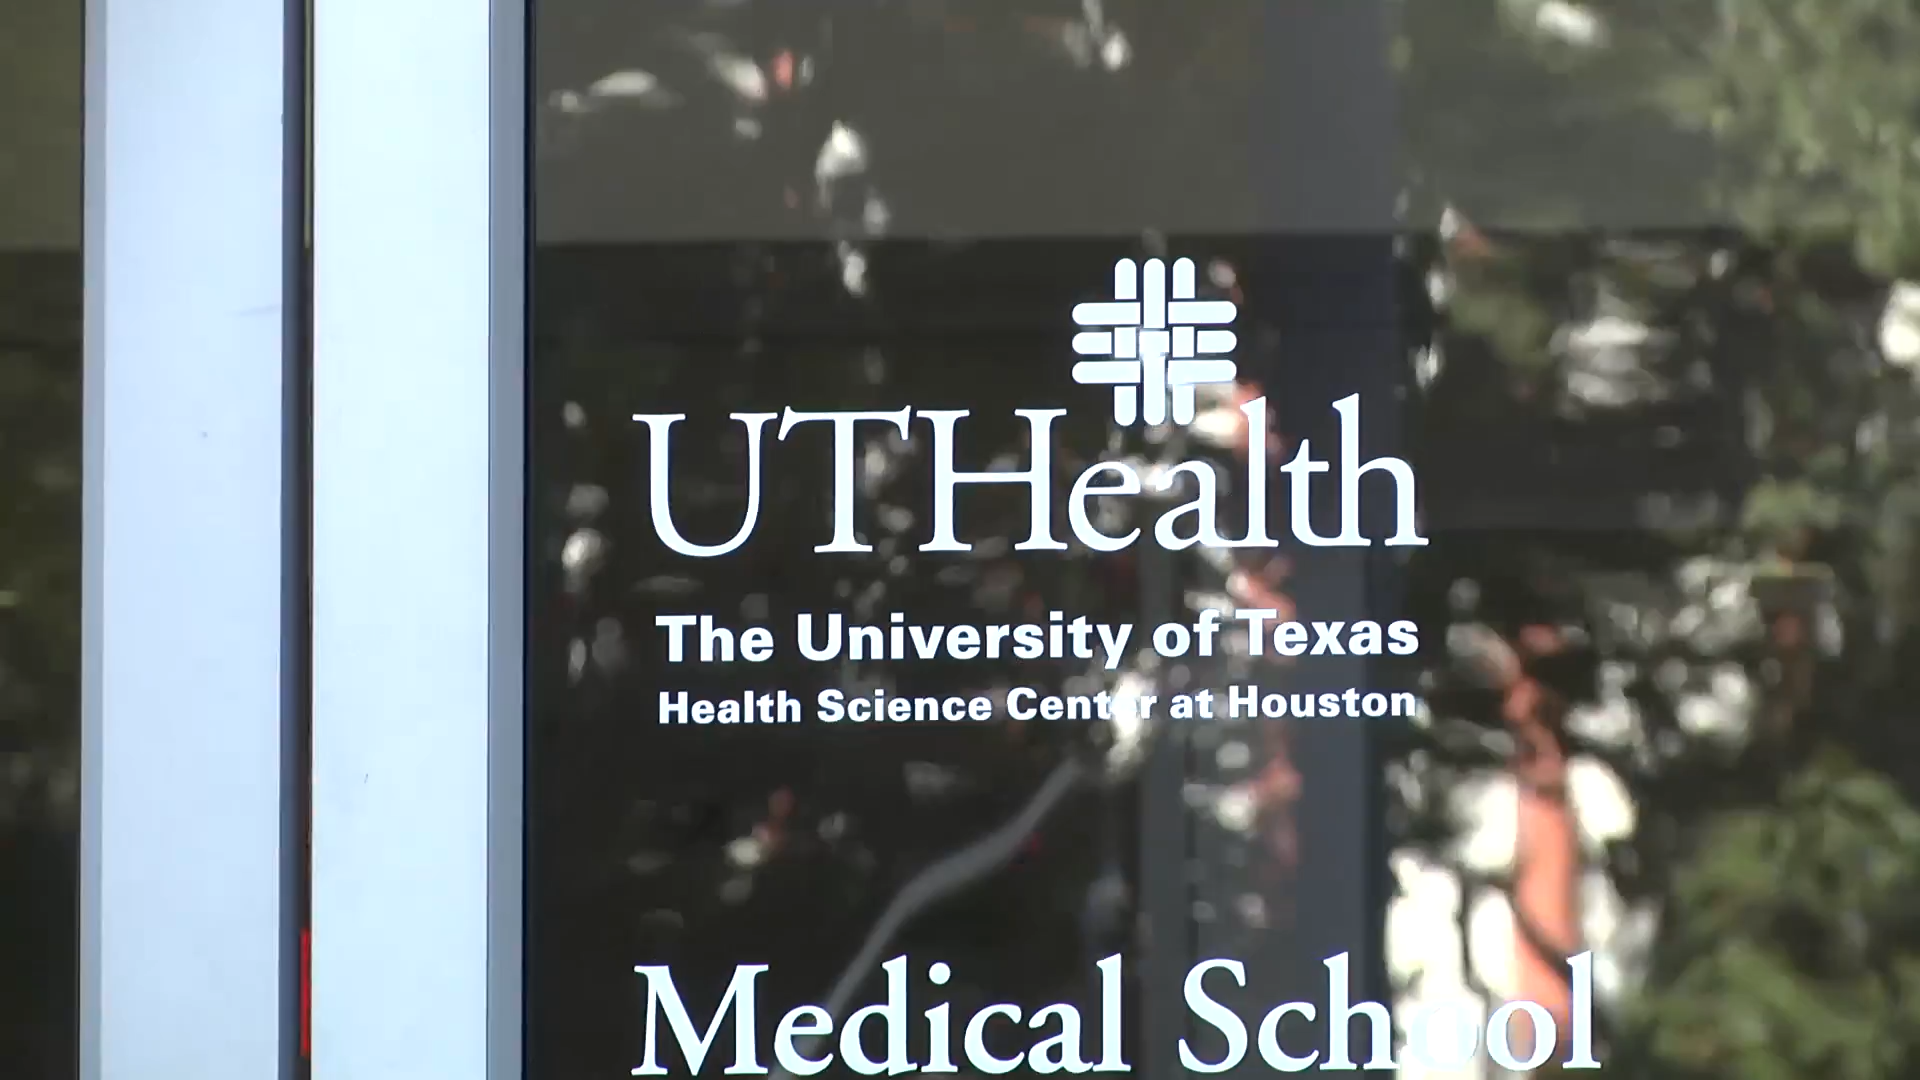 UTHealth
The University of Texas
Health Science Center at Houston
Medical School